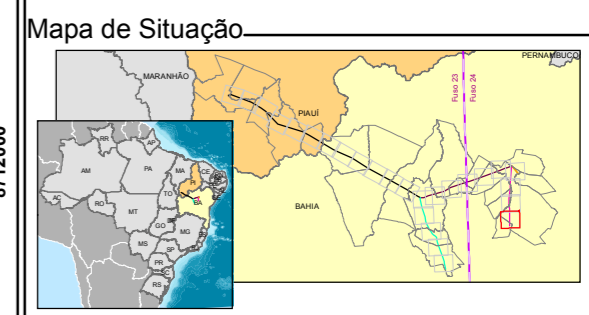 Mapa de Situação
PERNAMBUCO
MARANHÃO
PIAUÍ
Fuso 23
Fuso 24
BAHIA
RR
AP
AM
PA
MA
CE
PI
AC
RO
TO
BA
MT
GO
MG
MS
SP
PR
SC
RS